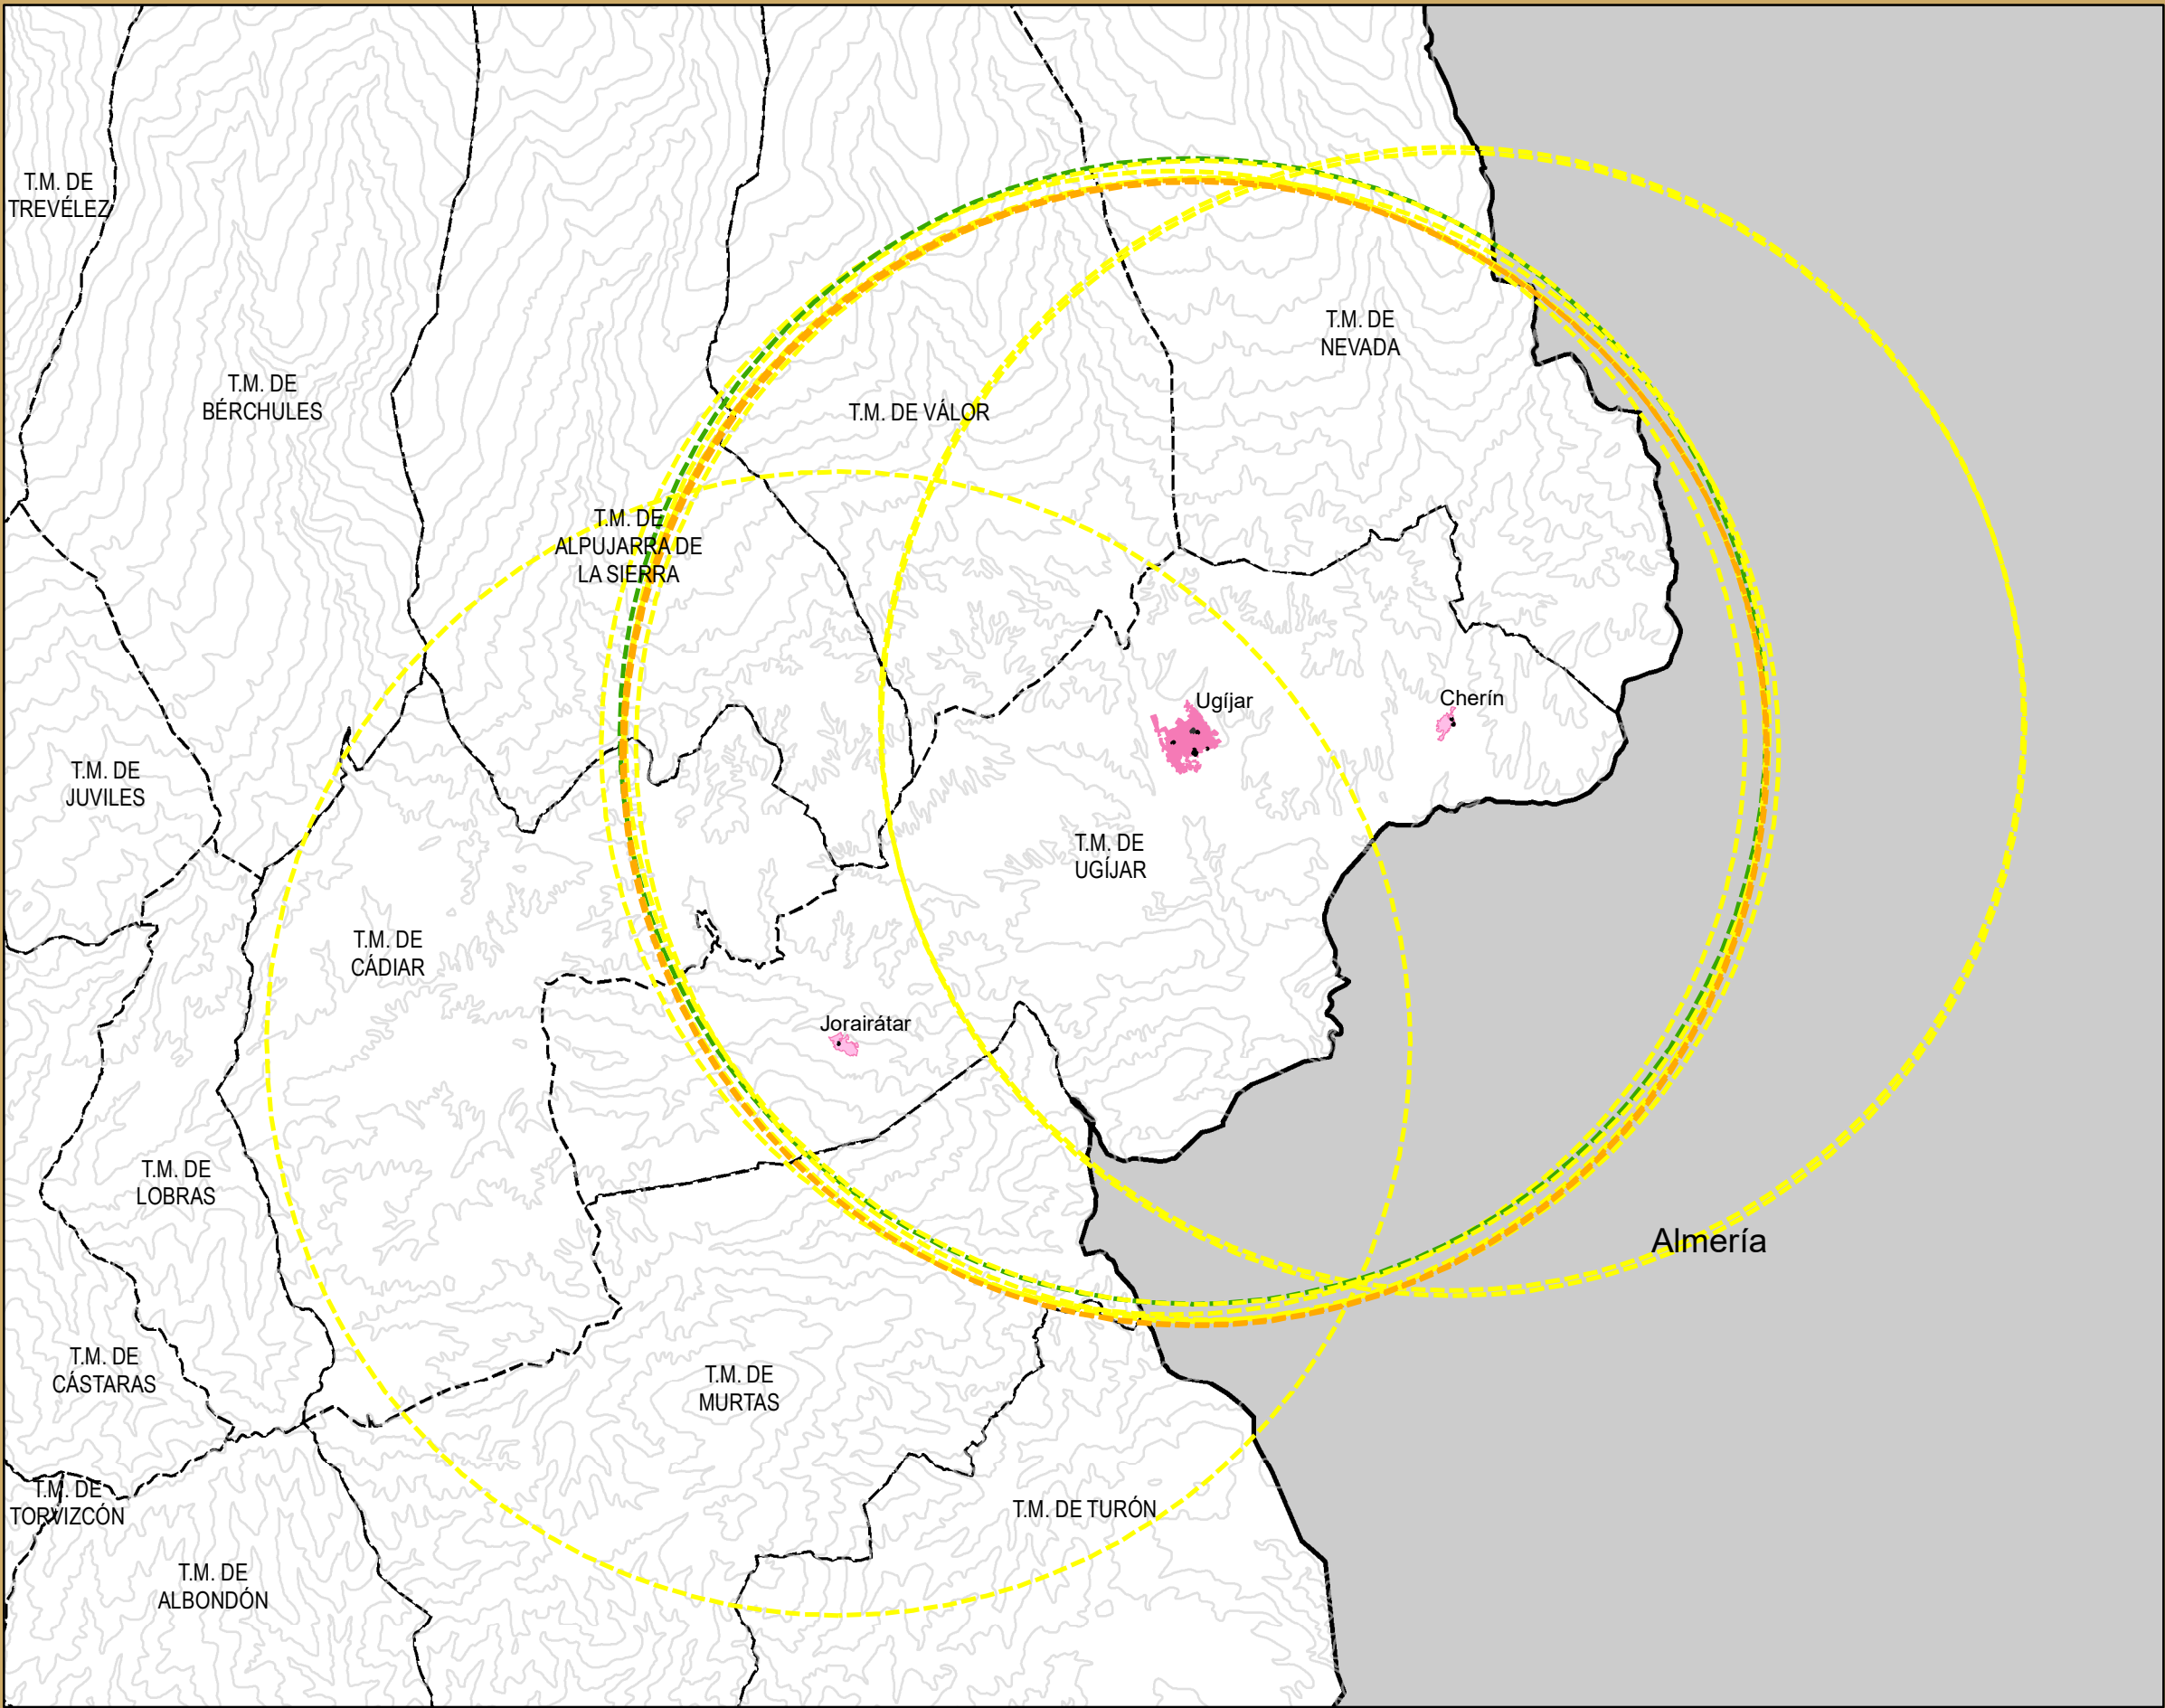 T.M. DE
TREVÉLEZ
T.M. DE
NEVADA
T.M. DE
BÉRCHULES
T.M. DE VÁLOR
T.M. DE
ALPUJARRA DE
LA SIERRA
Ugíjar
Cherín
T.M. DE
JUVILES
T.M. DE
UGÍJAR
T.M. DE
CÁDIAR
Jorairátar
T.M. DE
LOBRAS
Almería
T.M. DE
CÁSTARAS
T.M. DE
MURTAS
T.M. DE
TORVIZCÓN
T.M. DE TURÓN
T.M. DE
ALBONDÓN